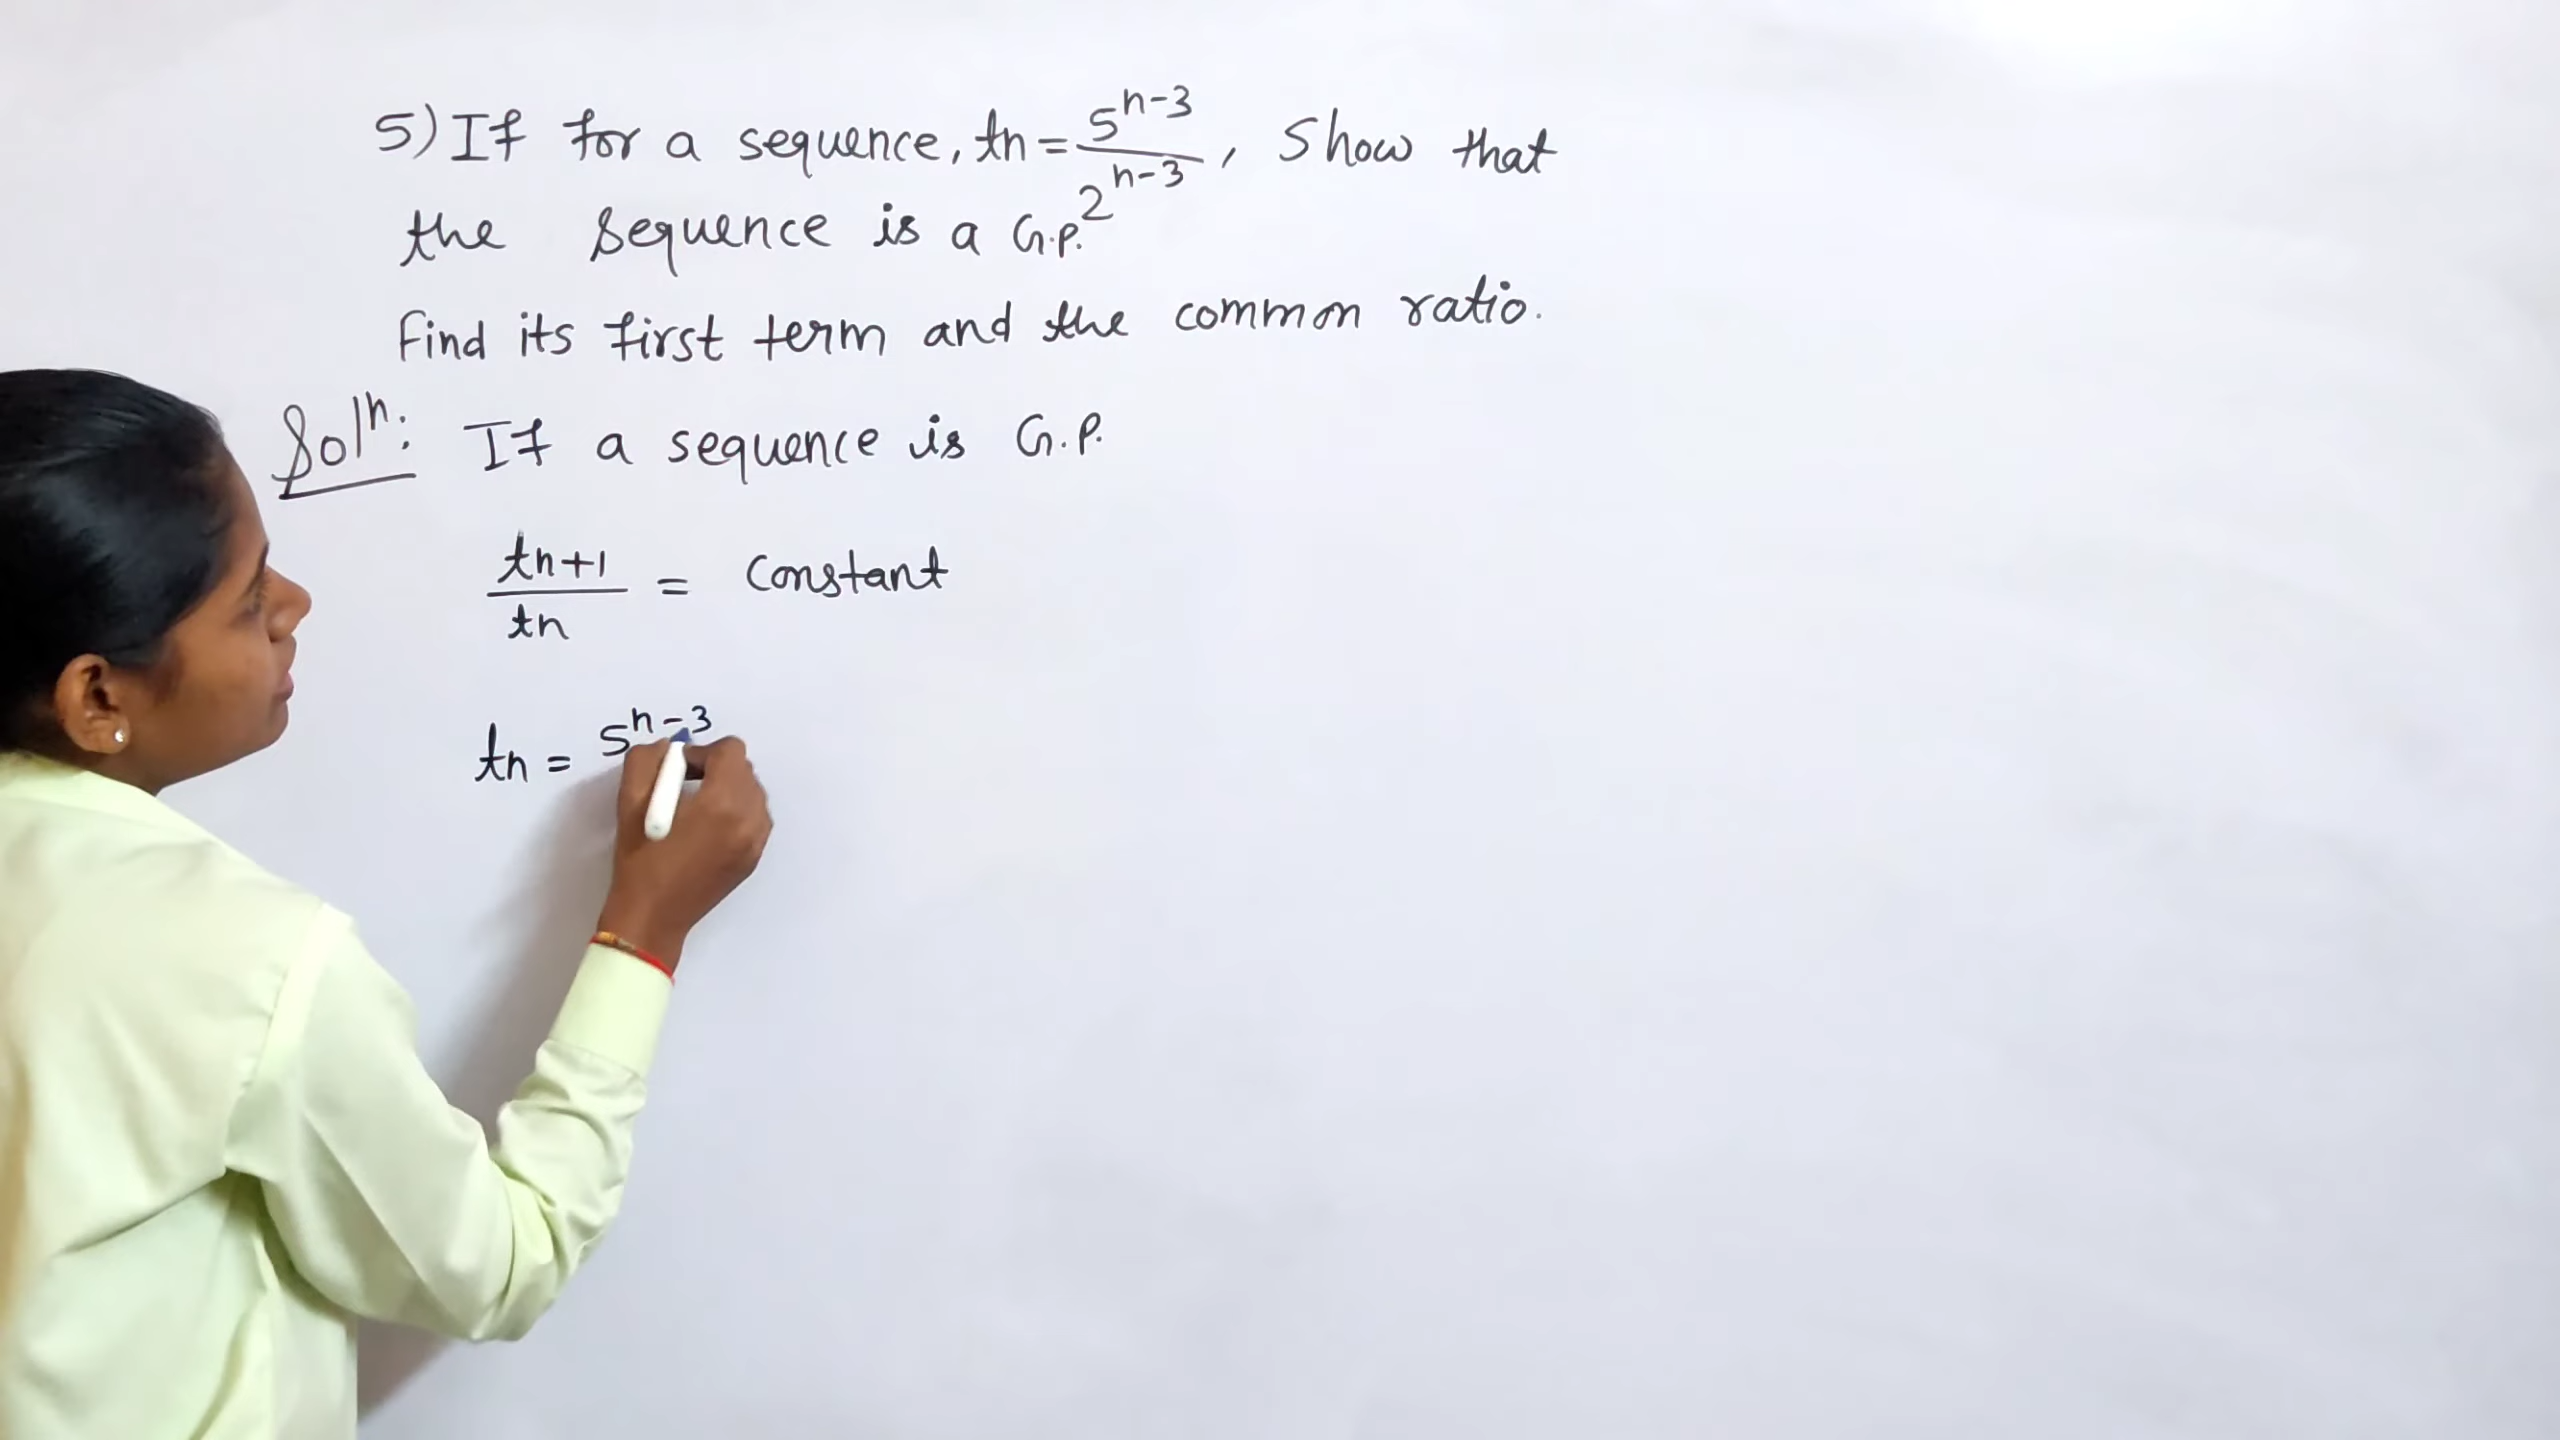 5) If for a sequence, tn = 5^n-3 / 2^n-3, Show that
the sequence is a G.P.
Find its first term and the common ratio.
Solⁿ: If a sequence is G.P.
tn+1 / tn = Constant
tn = 5^n-3